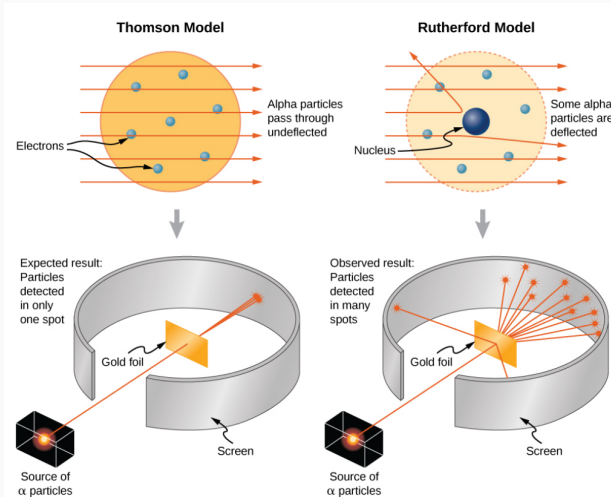 Thomson Model
Alpha particles
pass through
undeflected
Electrons
Expected result:
Particles
detected
in only
one spot
Gold foil
Screen
Source of
α particles
Rutherford Model
Some alpha
particles are
deflected
Nucleus
Observed result:
Particles
detected
in many
spots
Gold foil
Screen
Source of
α particles